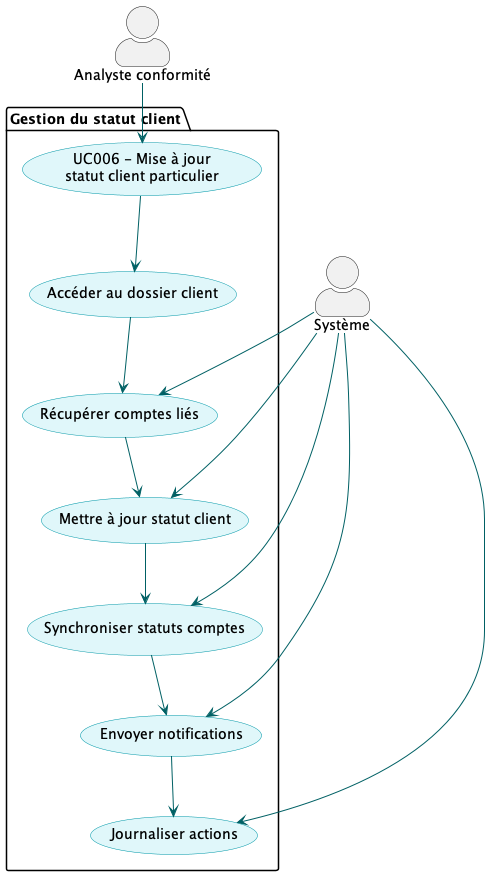 Analyste conformité
Gestion du statut client
UC006 – Mise à jour
statut client particulier
Accéder au dossier client
Système
Récupérer comptes liés
Mettre à jour statut client
Synchroniser statuts comptes
Envoyer notifications
Journaliser actions